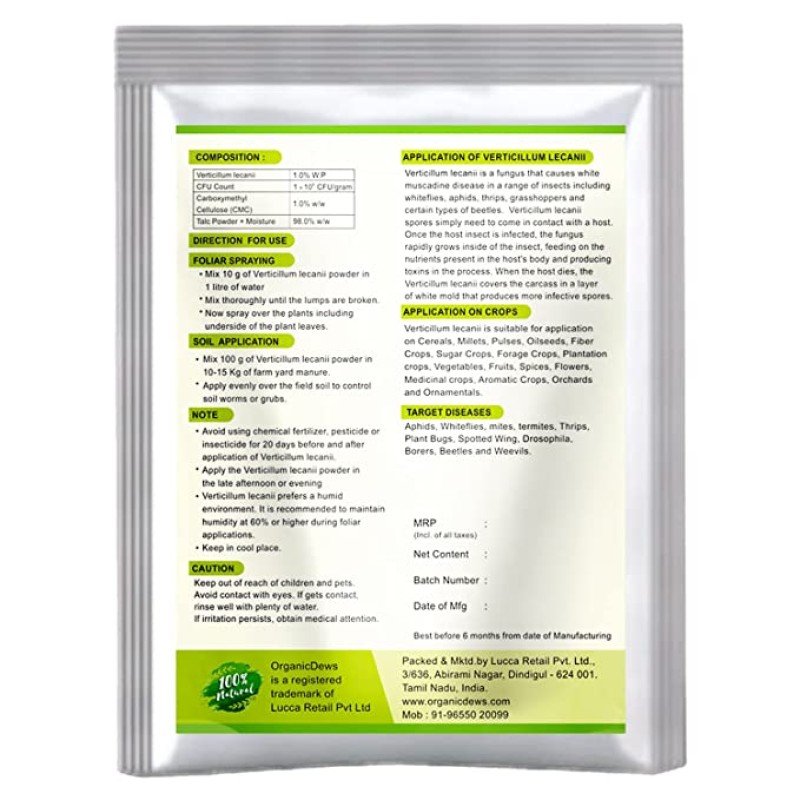 COMPOSITION :
Verticillum lecanii 1.0% W.P
CFU Count 1 × 10⁷ CFU/gram
Carboxymethyl
Cellulose (CMC) 1.0% w/w
Talc Powder + Moisture 98.0% w/w
DIRECTION FOR USE
FOLIAR SPRAYING
• Mix 10 g of Verticillum lecanii powder in
1 litre of water
• Mix thoroughly until the lumps are broken.
• Now spray over the plants including
underside of the plant leaves.
SOIL APPLICATION
• Mix 100 g of Verticillum lecanii powder in
10-15 Kg of farm yard manure.
• Apply evenly over the field soil to control
soil worms or grubs.
NOTE
• Avoid using chemical fertilizer, pesticide or
insecticide for 20 days before and after
application of Verticillum lecanii.
• Apply the Verticillum lecanii powder in
the late afternoon or evening
• Verticillum lecanii prefers a humid
environment. It is recommended to maintain
humidity at 60% or higher during foliar
applications.
• Keep in cool place.
CAUTION
Keep out of reach of children and pets.
Avoid contact with eyes. If gets contact,
rinse well with plenty of water.
If irritation persists, obtain medical attention.
APPLICATION OF VERTICILLUM LECANII
Verticillum lecanii is a fungus that causes white
muscadine disease in a range of insects including
whiteflies, aphids, thrips, grasshoppers and
certain types of beetles. Verticillum lecanii
spores simply need to come in contact with a host.
Once the host insect is infected, the fungus
rapidly grows inside of the insect, feeding on the
nutrients present in the host's body and producing
toxins in the process. When the host dies, the
Verticillum lecanii covers the carcass in a layer
of white mold that produces more infective spores.
APPLICATION ON CROPS
Verticillum lecanii is suitable for application
on Cereals, Millets, Pulses, Oilseeds, Fiber
Crops, Sugar Crops, Forage Crops, Plantation
crops, Vegetables, Fruits, Spices, Flowers,
Medicinal crops, Aromatic Crops, Orchards
and Ornamentals.
TARGET DISEASES
Aphids, Whiteflies, mites, termites, Thrips,
Plant Bugs, Spotted Wing, Drosophila,
Borers, Beetles and Weevils.
MRP :
(Incl. of all taxes)
Net Content :
Batch Number :
Date of Mfg :
Best before 6 months from date of Manufacturing
100%
Natural
OrganicDews
is a registered
trademark of
Lucca Retail Pvt Ltd
Packed & Mktd.by Lucca Retail Pvt. Ltd.,
3/636, Abirami Nagar, Dindigul - 624 001.
Tamil Nadu, India.
www.organicdews.com
Mob : 91-96550 20099